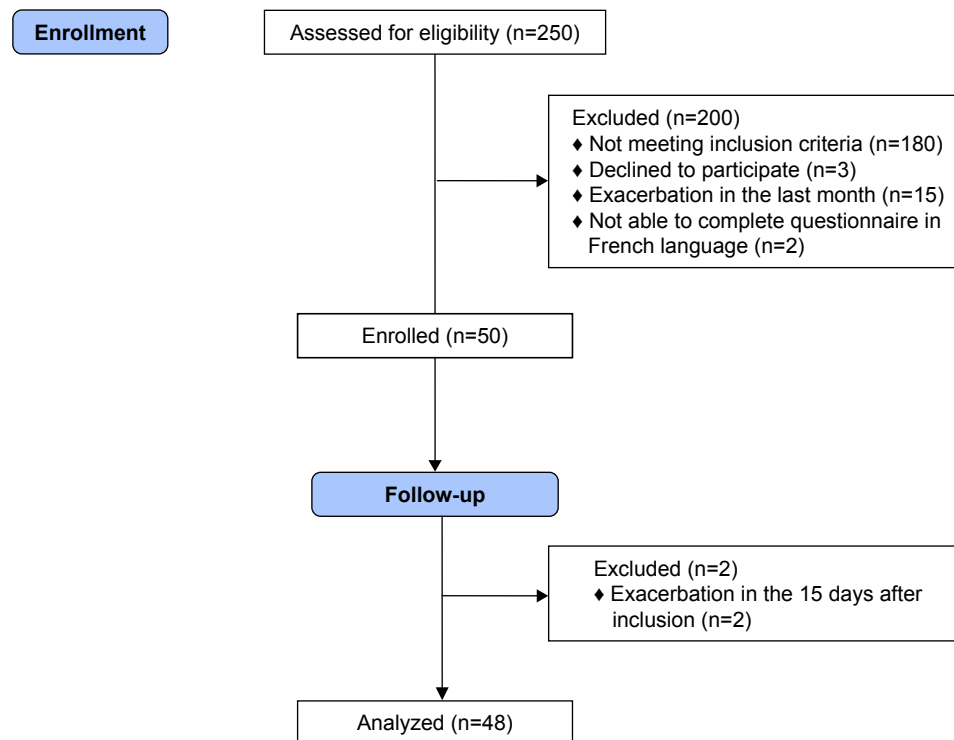 Enrollment
Assessed for eligibility (n=250)
Excluded (n=200)
♦ Not meeting inclusion criteria (n=180)
♦ Declined to participate (n=3)
♦ Exacerbation in the last month (n=15)
♦ Not able to complete questionnaire in
French language (n=2)
Enrolled (n=50)
Follow-up
Excluded (n=2)
♦ Exacerbation in the 15 days after
inclusion (n=2)
Analyzed (n=48)